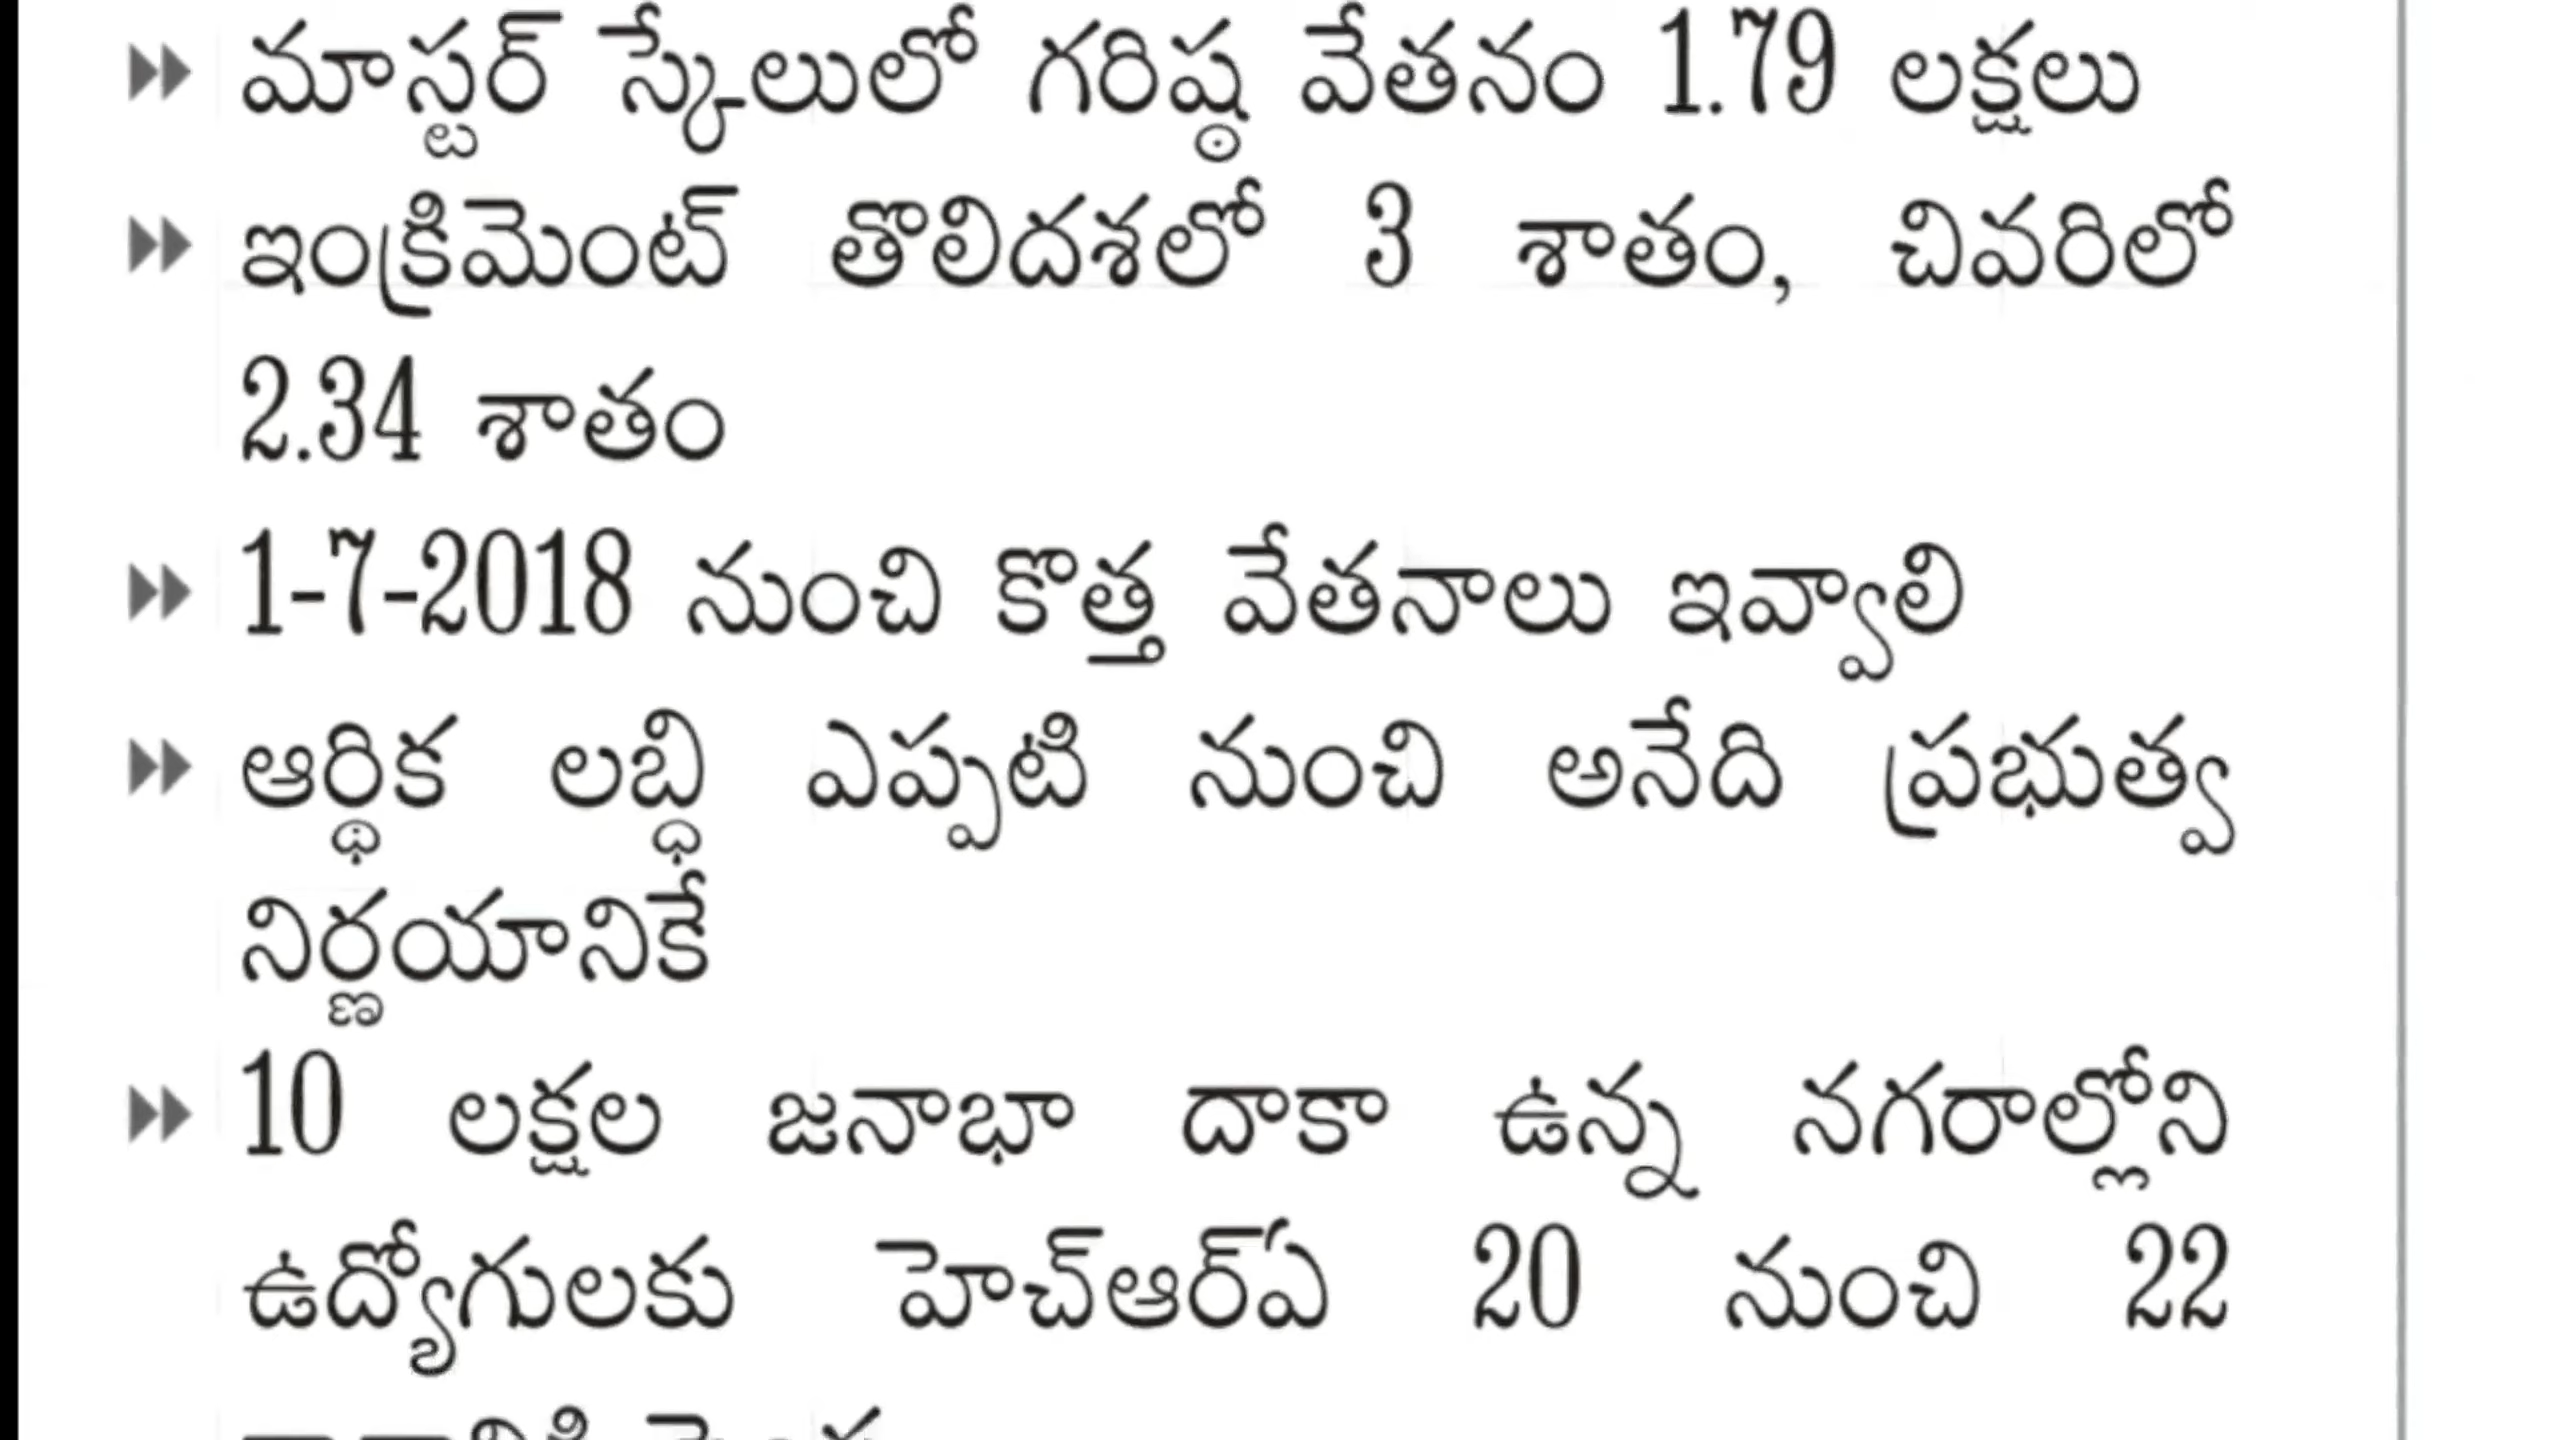 మాస్టర్ స్కేలులో గరిష్ఠ వేతనం 1.79 లక్షలు
ఇంక్రిమెంట్ తొలిదశలో 3 శాతం, చివరిలో
2.34 శాతం
1-7-2018 నుంచి కొత్త వేతనాలు ఇవ్వాలి
ఆర్థిక లబ్ధి ఎప్పటి నుంచి అనేది ప్రభుత్వ
నిర్ణయానికే
10 లక్షల జనాభా దాకా ఉన్న నగరాల్లోని
ఉద్యోగులకు హెచ్ఆర్ఏ 20 నుంచి 22